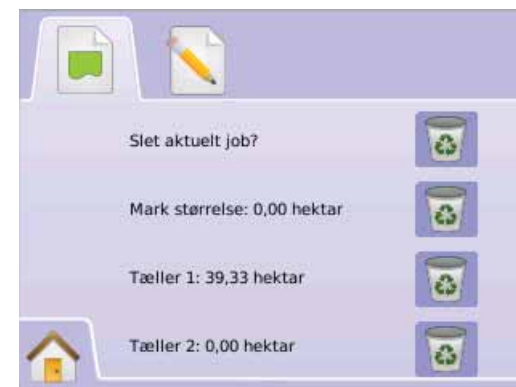 Slet aktuelt job?
Mark størrelse: 0,00 hektar
Tæller 1: 39,33 hektar
Tæller 2: 0,00 hektar